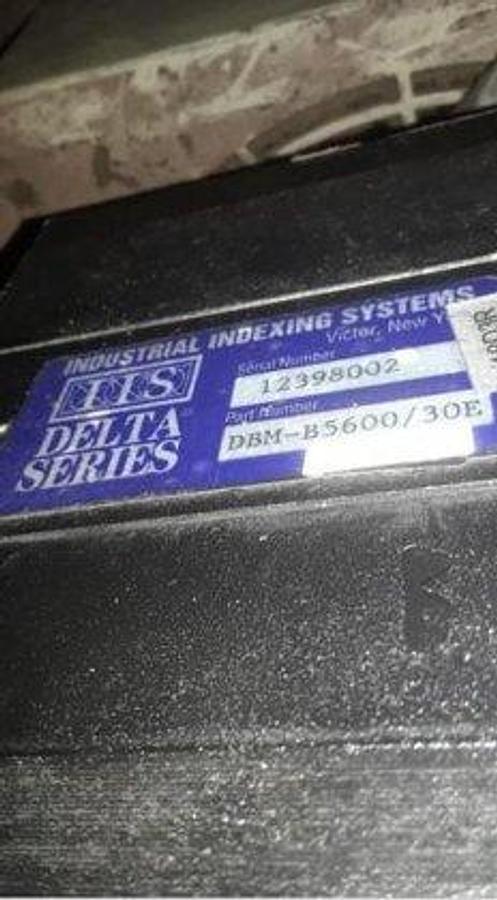 INDUSTRIAL INDEXING SYSTEMS
Victor, New Y
IIS
DELTA
SERIES
Serial Number
12398002
Part Number
DBM-B5600/30E